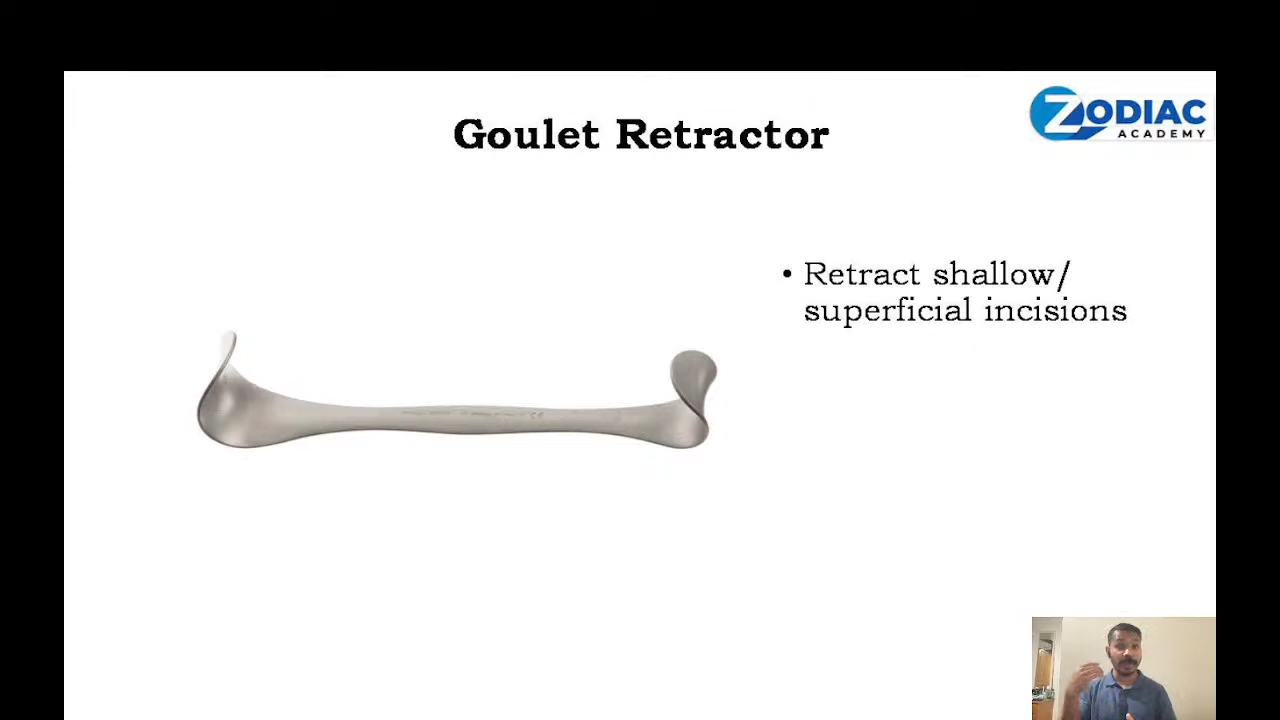 Goulet Retractor
ZODIAC
ACADEMY
• Retract shallow/
superficial incisions